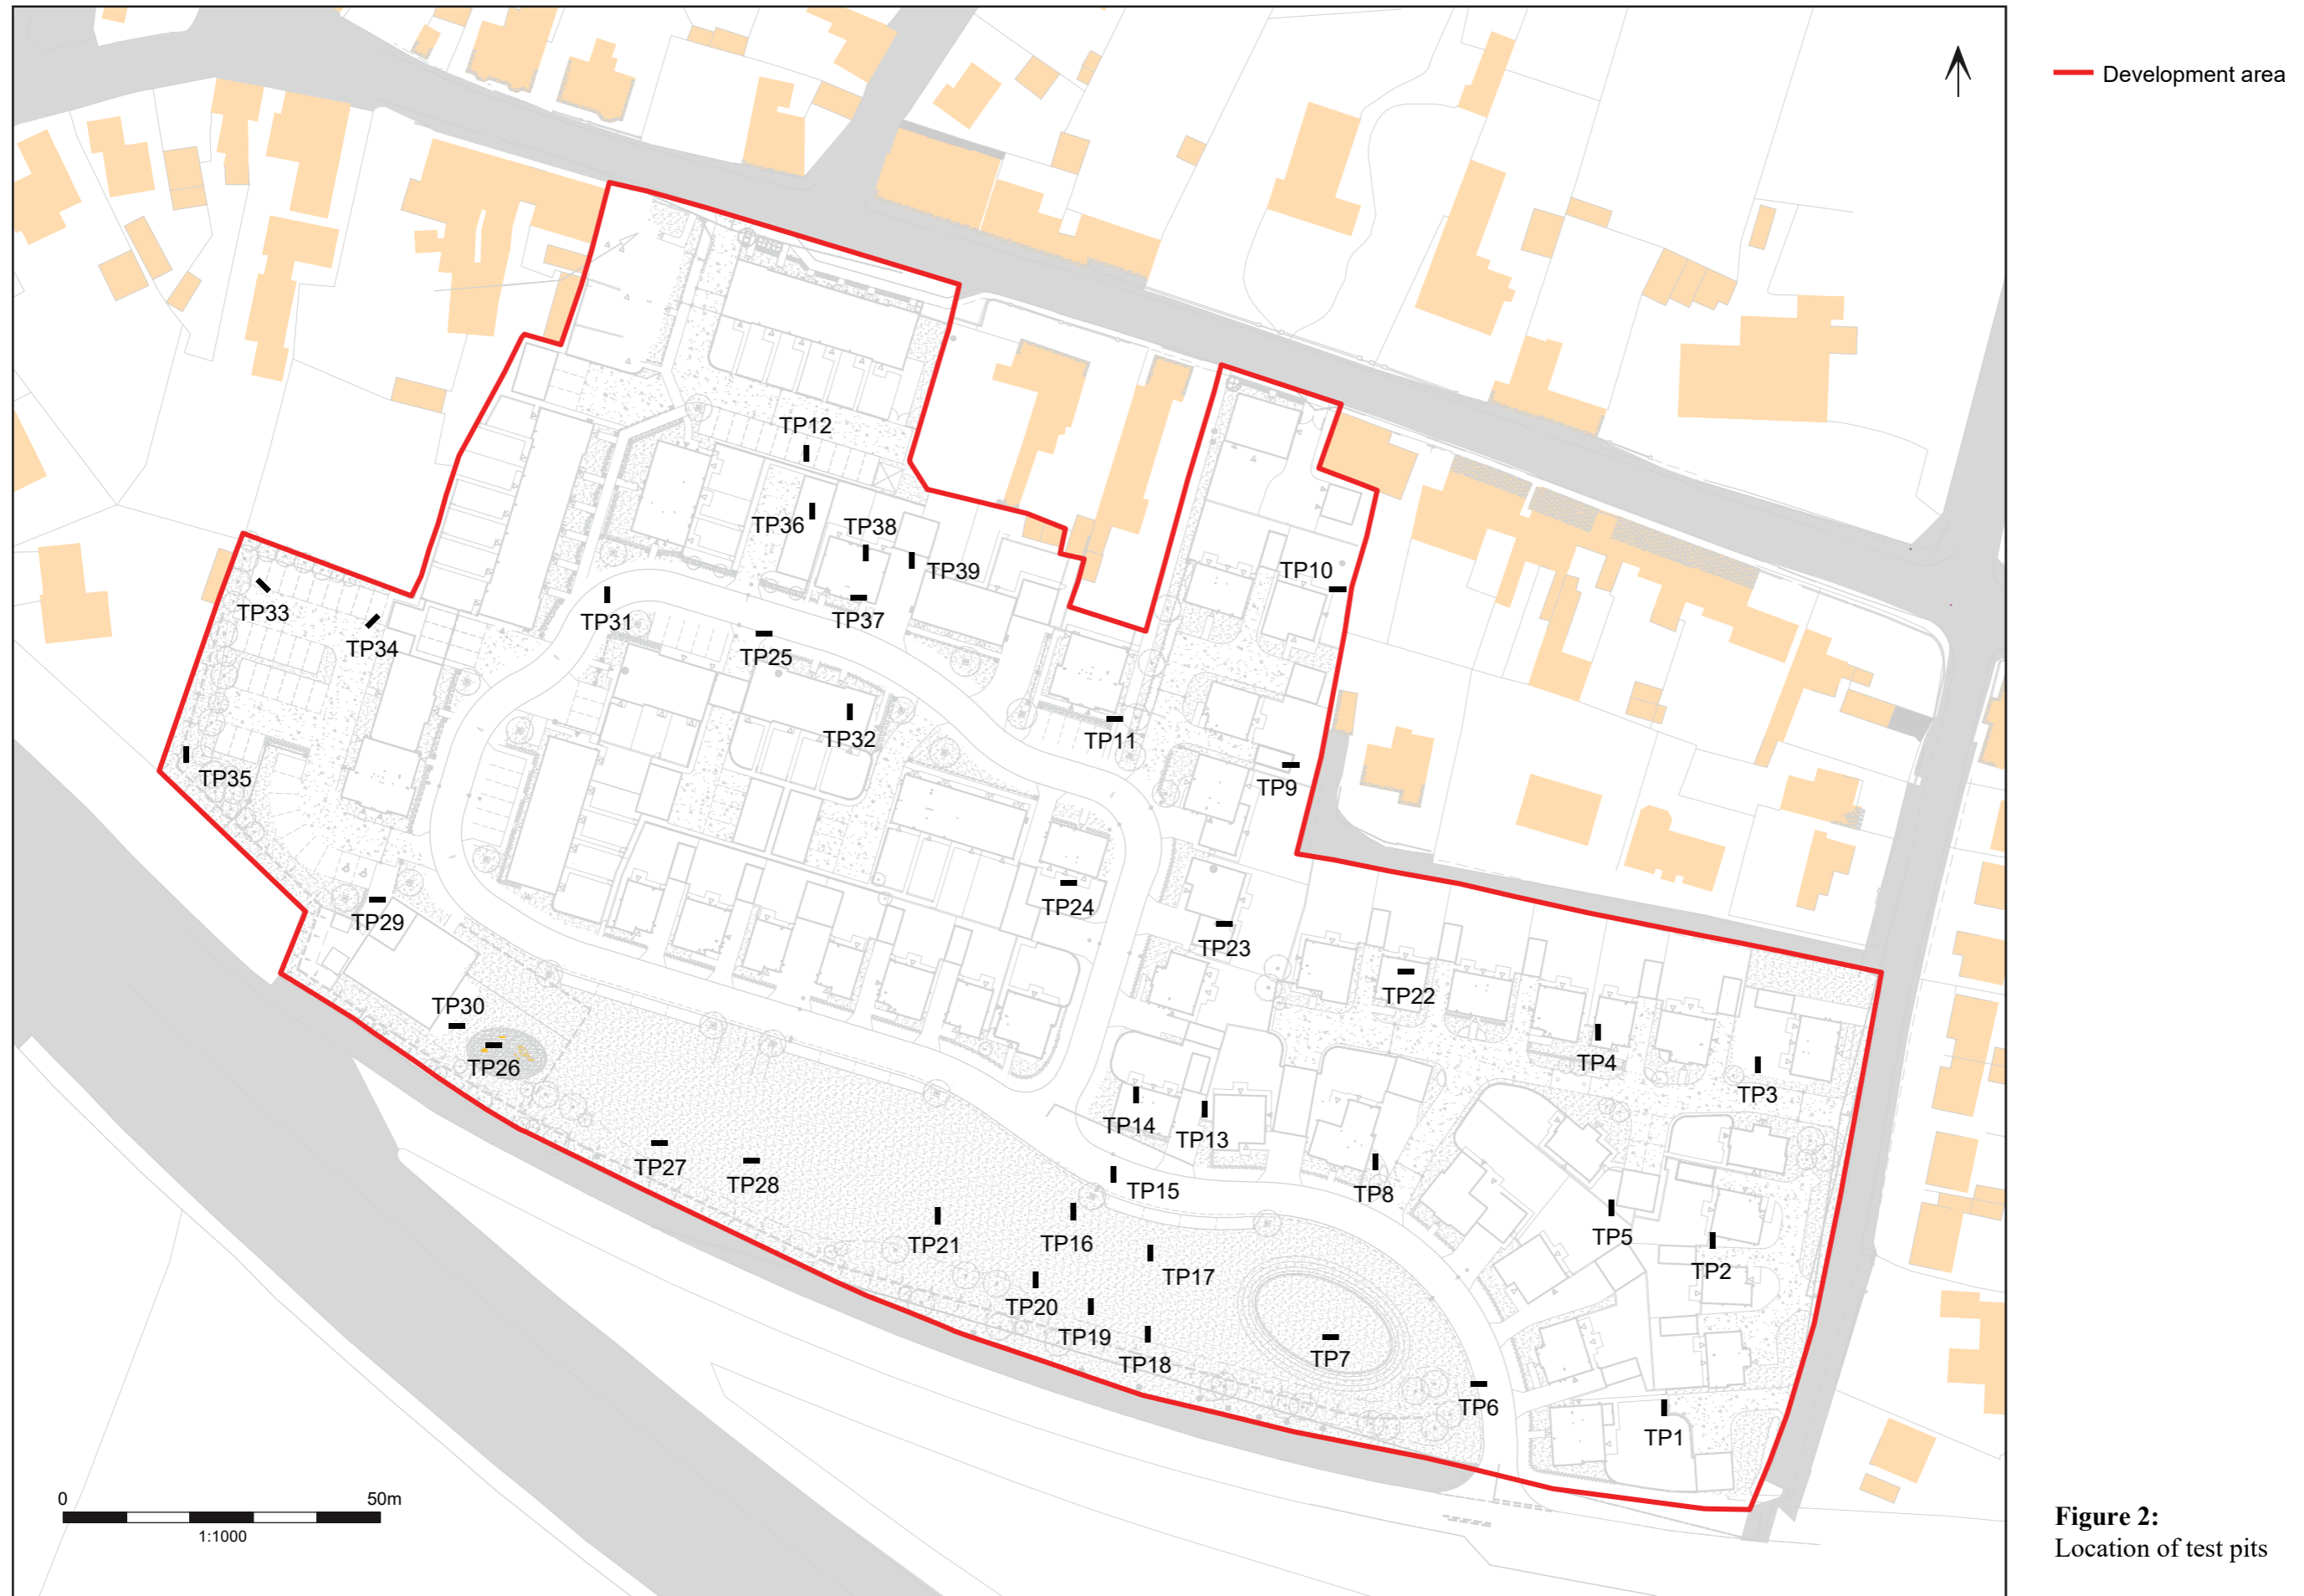 Development area
TP12
TP36
TP38
TP39
TP10
TP33
TP31
TP37
TP34
TP25
TP32
TP11
TP35
TP9
TP24
TP29
TP23
TP22
TP30
TP4
TP26
TP3
TP14
TP13
TP27
TP28
TP15
TP8
TP21
TP16
TP5
TP17
TP2
TP20
TP19
TP18
TP7
TP6
TP1
0 50m
1:1000
Figure 2:
Location of test pits